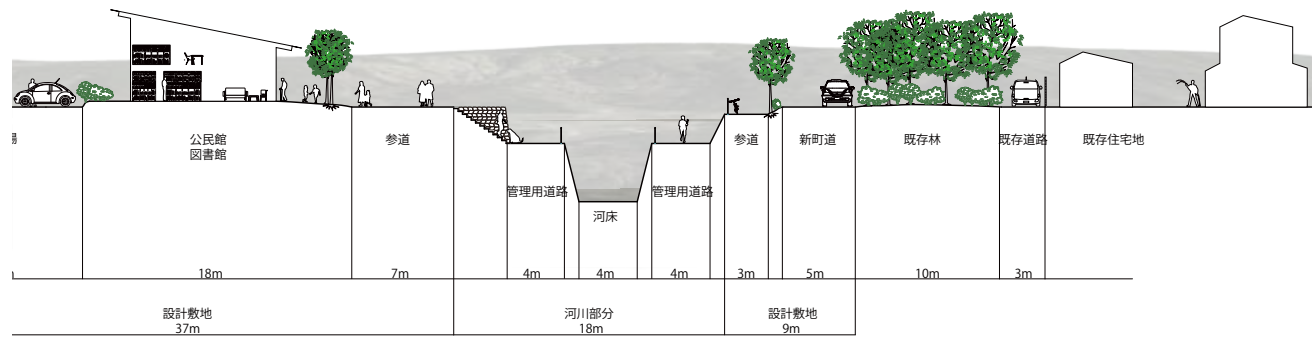 場
公民館
図書館
参道
管理用道路
河床
管理用道路
参道
新町道
既存林
既存道路
既存住宅地
18m
7m
4m
4m
4m
3m
5m
10m
3m
設計敷地
37m
河川部分
18m
設計敷地
9m